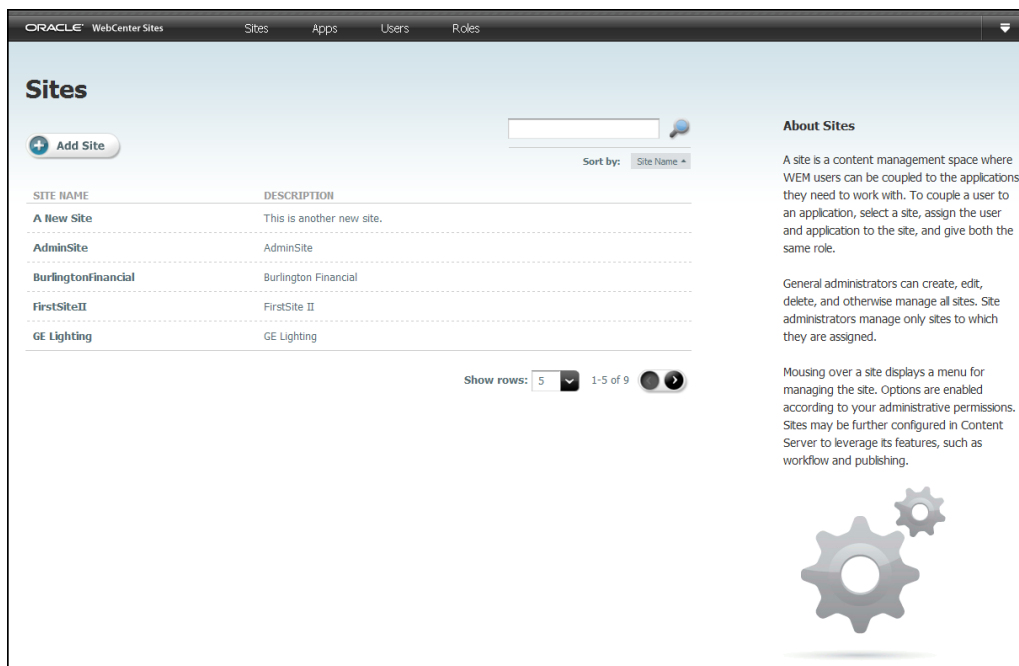 ORACLE® WebCenter Sites Sites Apps Users Roles
Sites
Add Site
Sort by: Site Name
SITE NAME DESCRIPTION
A New Site This is another new site.
AdminSite AdminSite
BurlingtonFinancial Burlington Financial
FirstSiteII FirstSite II
GE Lighting GE Lighting
Show rows: 5 1-5 of 9
About Sites
A site is a content management space where
WEM users can be coupled to the applications
they need to work with. To couple a user to
an application, select a site, assign the user
and application to the site, and give both the
same role.
General administrators can create, edit,
delete, and otherwise manage all sites. Site
administrators manage only sites to which
they are assigned.
Mousing over a site displays a menu for
managing the site. Options are enabled
according to your administrative permissions.
Sites may be further configured in Content
Server to leverage its features, such as
workflow and publishing.